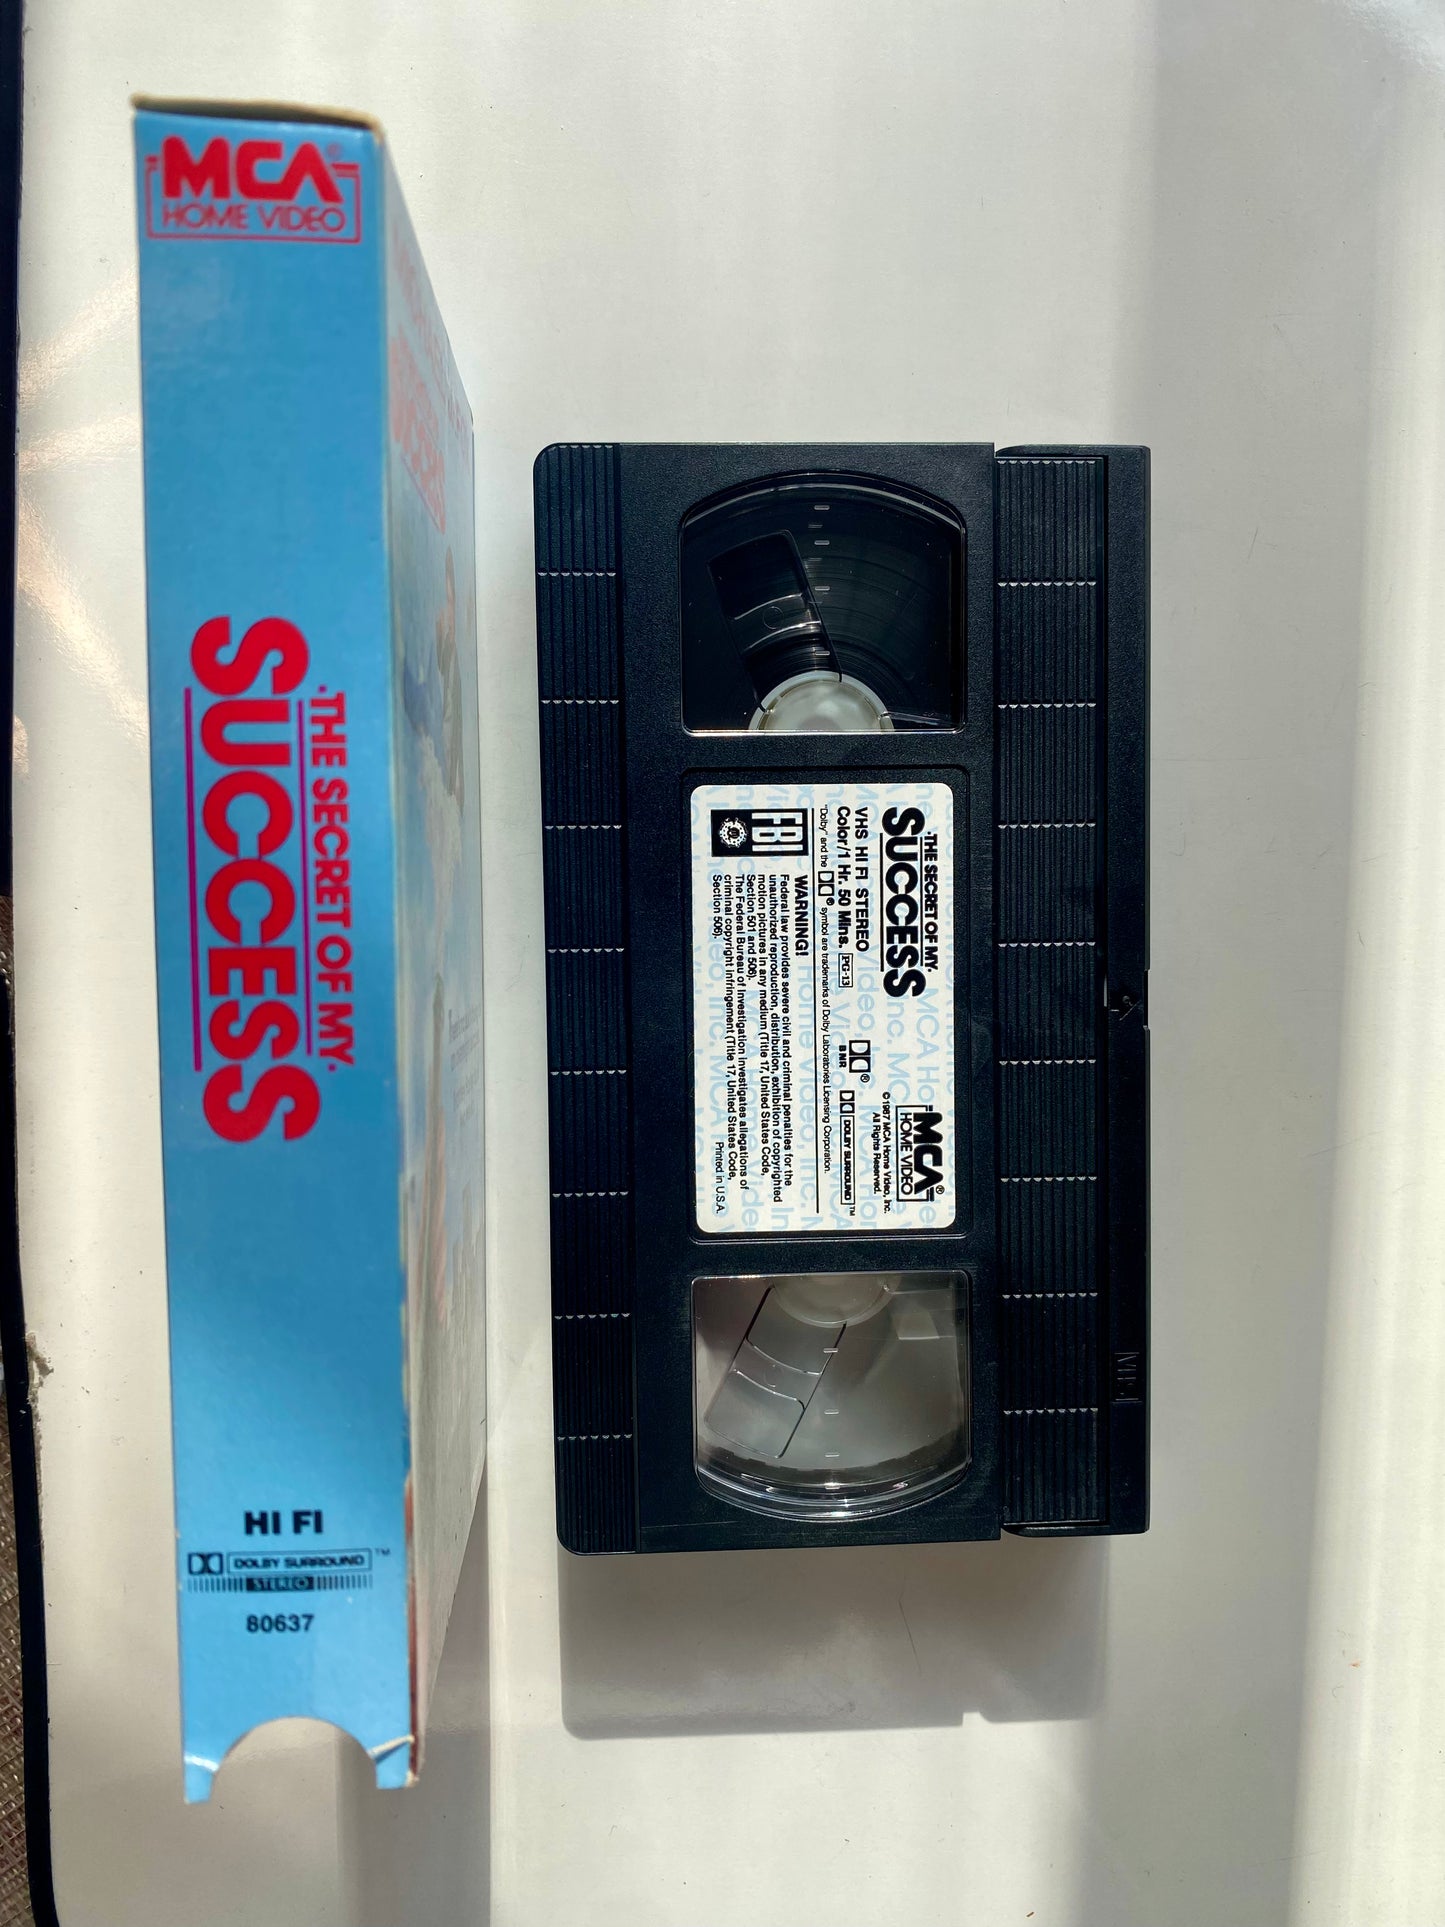 MCA®
HOME VIDEO
·THE SECRET OF MY·
SUCCESS
HI FI
DOLBY SURROUND™
STEREO
80637
·THE SECRET OF MY·
SUCCESS
MCA®
HOME VIDEO
©1987 MCA Home Video, Inc.
All Rights Reserved.
VHS HI FI STEREO
Color/1 Hr. 50 Mins. PG-13
®
B NR
DOLBY SURROUND™
"Dolby" and the ® symbol are trademarks of Dolby Laboratories Licensing Corporation.
FBI
WARNING!
Federal law provides severe civil and criminal penalties for the
unauthorized reproduction, distribution, exhibition of copyrighted
motion pictures in any medium (Title 17, United States Code,
Section 501 and 506).
The Federal Bureau of Investigation investigates allegations of
criminal copyright infringement (Title 17, United States Code,
Section 506).
Printed in U.S.A.